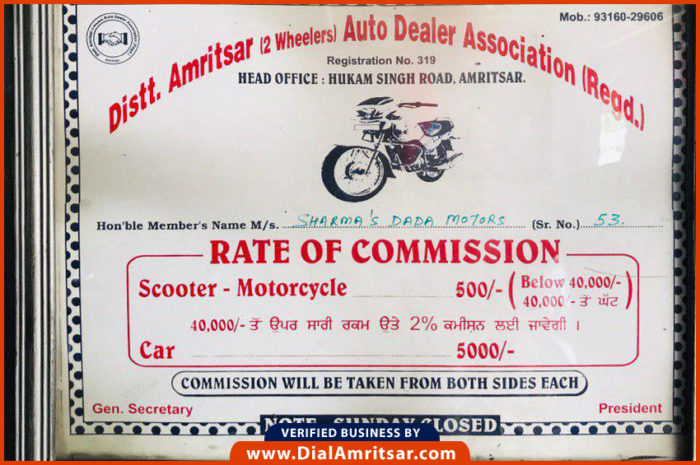 Mob.: 93160-29606
Distt. Amritsar (2 Wheelers) Auto Dealer Association (Regd.)
Registration No. 319
HEAD OFFICE : HUKAM SINGH ROAD, AMRITSAR.
Hon'ble Member's Name M/s. SHARMA'S DADA MOTORS (Sr. No.) 53.
RATE OF COMMISSION
Scooter - Motorcycle 500/- (Below 40,000/-
40,000/- ਤੋਂ ਘੱਟ)
40,000/- ਤੋਂ ਉਪਰ ਸਾਰੀ ਰਕਮ ਉਤੇ 2% ਕਮੀਸ਼ਨ ਲਈ ਜਾਵੇਗੀ ।
Car 5000/-
COMMISSION WILL BE TAKEN FROM BOTH SIDES EACH
Gen. Secretary President
NOTE : SUNDAY CLOSED
VERIFIED BUSINESS BY
www.DialAmritsar.com